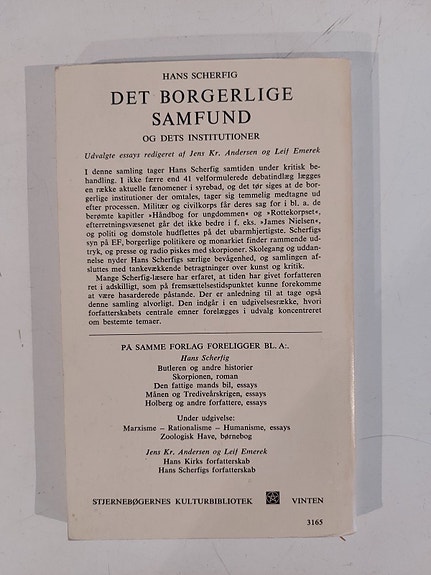 HANS SCHERFIG
DET BORGERLIGE
SAMFUND
OG DETS INSTITUTIONER
Udvalgte essays redigeret af Jens Kr. Andersen og Leif Emerek
I denne samling tager Hans Scherfig samtiden under kritisk be-
handling. I ikke færre end 41 velformulerede debatindlæg lægges
en række aktuelle fænomener i syrebad, og det tør siges at de bor-
gerlige institutioner der omtales, tager sig temmelig medtagne ud
efter processen. Militær og civilkorps får deres sag for i bl. a. de
berømte kapitler »Håndbog for ungdommen« og »Rottekorpset«,
efterretningsvæsenet går det ikke bedre i f. eks. »James Nielsen«,
og politi og domstole hudflettes på det ubarmhjertigste. Scherfigs
syn på EF, borgerlige politikere og monarkiet finder rammende ud-
tryk, og presse og radio piskes med skorpioner. Skolegang og uddan-
nelse nyder Hans Scherfigs særlige bevågenhed, og samlingen af-
sluttes med tankevækkende betragtninger over kunst og kritik.
Mange Scherfig-læsere har erfaret, at tiden har givet forfatteren
ret i adskilligt, som på fremsættelsestidspunktet kunne forekomme
at være hasarderede påstande. Der er anledning til at tage også
denne samling alvorligt. Den indgår i en udgivelsesrække, hvori
forfatterskabets centrale emner forelægges i udvalg koncentreret
om bestemte temaer.
PÅ SAMME FORLAG FORELIGGER BL. A:.
Hans Scherfig
Butleren og andre historier
Skorpionen, roman
Den fattige mands bil, essays
Månen og Trediveårskrigen, essays
Holberg og andre forfattere, essays
Under udgivelse:
Marxisme – Rationalisme – Humanisme, essays
Zoologisk Have, børnebog
Jens Kr. Andersen og Leif Emerek
Hans Kirks forfatterskab
Hans Scherfigs forfatterskab
STJERNEBØGERNES KULTURBIBLIOTEK VINTEN
3165